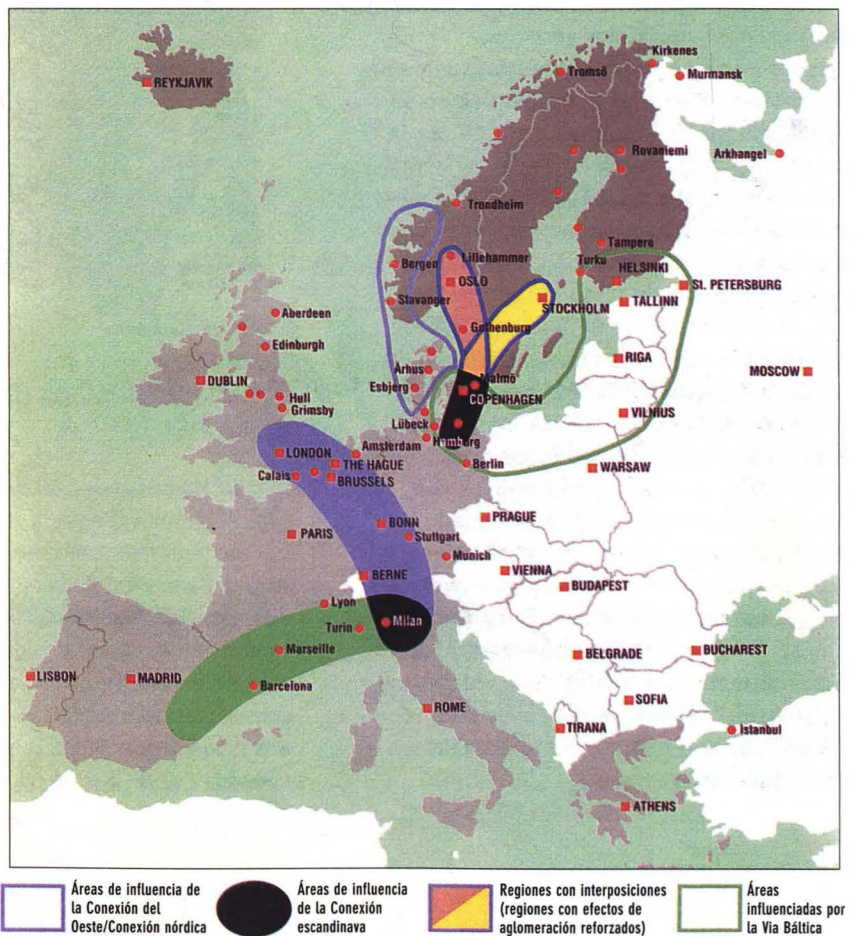 Kirkenes
Tromsö
Murmansk
REYKJAVIK
Rovaniemi
Arkhangel
Trondheim
Tampere
Lillehammer
Turku
Bergen
HELSINKI
OSLO
St. PETERSBURG
Stavanger
STOCKHOLM
TALLINN
Aberdeen
Gothenburg
Edinburgh
RIGA
Århus
MOSCOW
DUBLIN
Malmö
Esbjerg
Hull
COPENHAGEN
Grimsby
VILNIUS
Lübeck
Hamburg
Amsterdam
LONDON
THE HAGUE
Berlin
WARSAW
Calais
BRUSSELS
PRAGUE
BONN
PARIS
Stuttgart
Munich
VIENNA
BERNE
BUDAPEST
Lyon
Milan
Turin
Marseille
BELGRADE
BUCHAREST
LISBON
MADRID
Barcelona
SOFIA
ROME
TIRANA
Istanbul
ATHENS
Áreas de influencia de
la Conexión del
Oeste/Conexión nórdica
Áreas de influencia
de la Conexión
escandinava
Regiones con interposiciones
(regiones con efectos de
aglomeración reforzados)
Áreas
influenciadas por
la Via Báltica